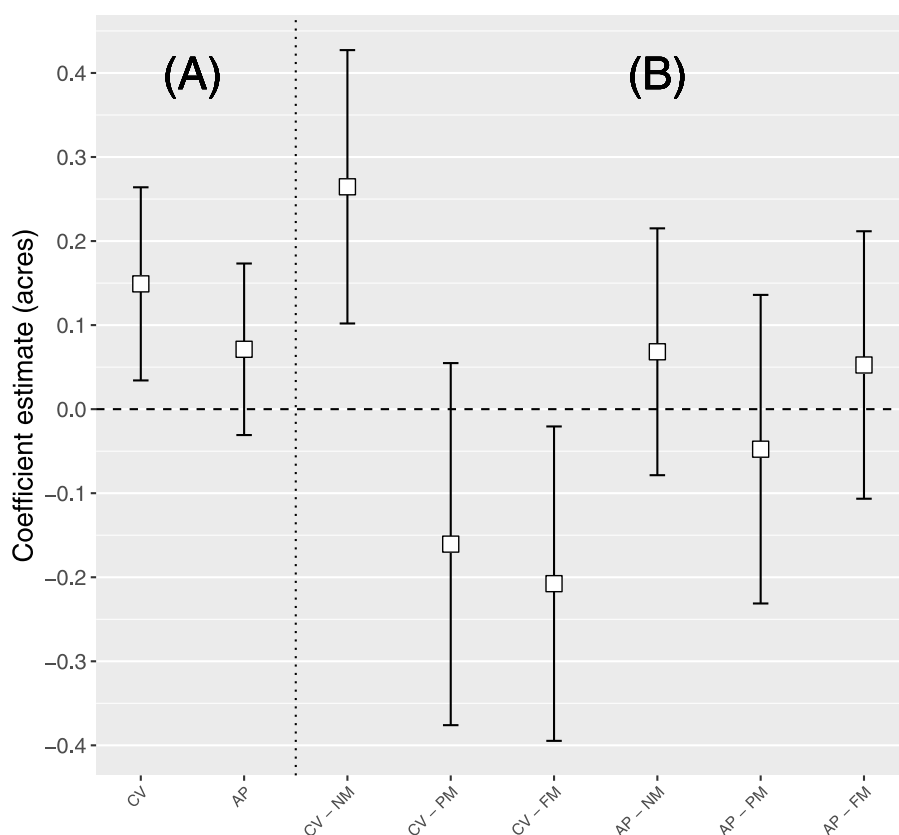 (A)
(B)
Coefficient estimate (acres)
0.4
0.3
0.2
0.1
0.0
−0.1
−0.2
−0.3
−0.4
CV
AP
CV − NM
CV − PM
CV − FM
AP − NM
AP − PM
AP − FM